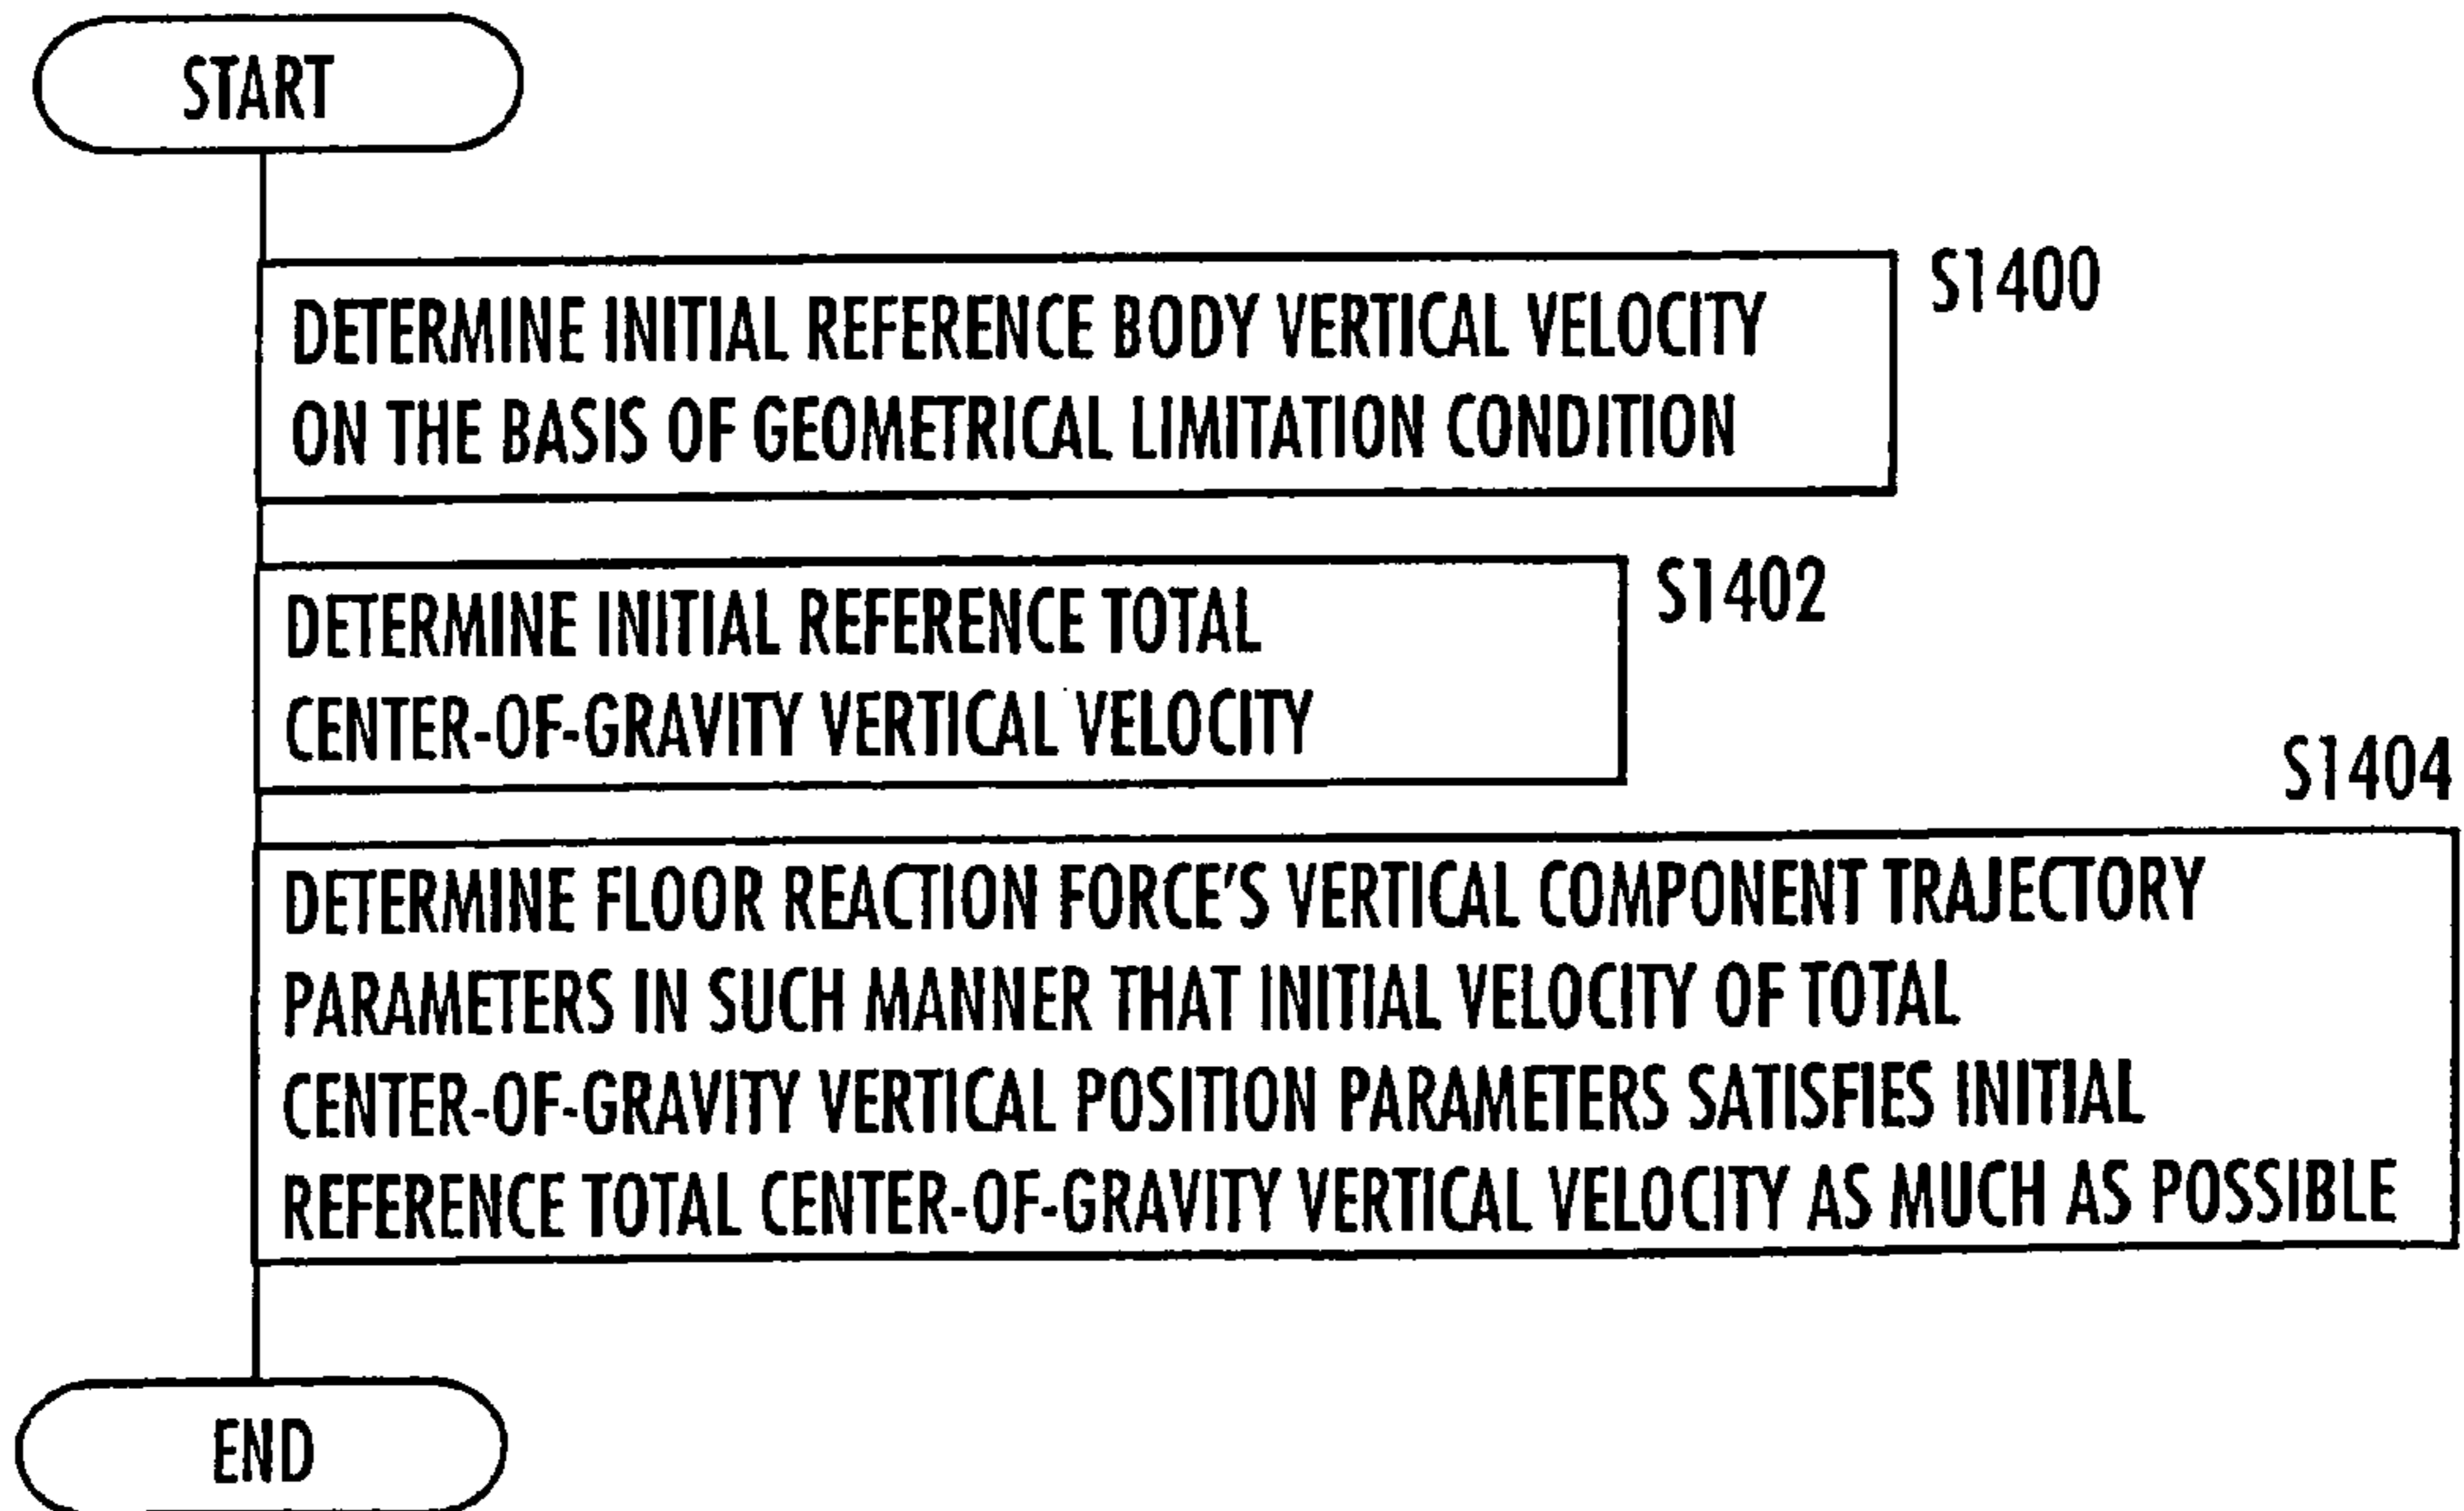 START
S1400
DETERMINE INITIAL REFERENCE BODY VERTICAL VELOCITY
ON THE BASIS OF GEOMETRICAL LIMITATION CONDITION
S1402
DETERMINE INITIAL REFERENCE TOTAL
CENTER-OF-GRAVITY VERTICAL VELOCITY
S1404
DETERMINE FLOOR REACTION FORCE'S VERTICAL COMPONENT TRAJECTORY
PARAMETERS IN SUCH MANNER THAT INITIAL VELOCITY OF TOTAL
CENTER-OF-GRAVITY VERTICAL POSITION PARAMETERS SATISFIES INITIAL
REFERENCE TOTAL CENTER-OF-GRAVITY VERTICAL VELOCITY AS MUCH AS POSSIBLE
END